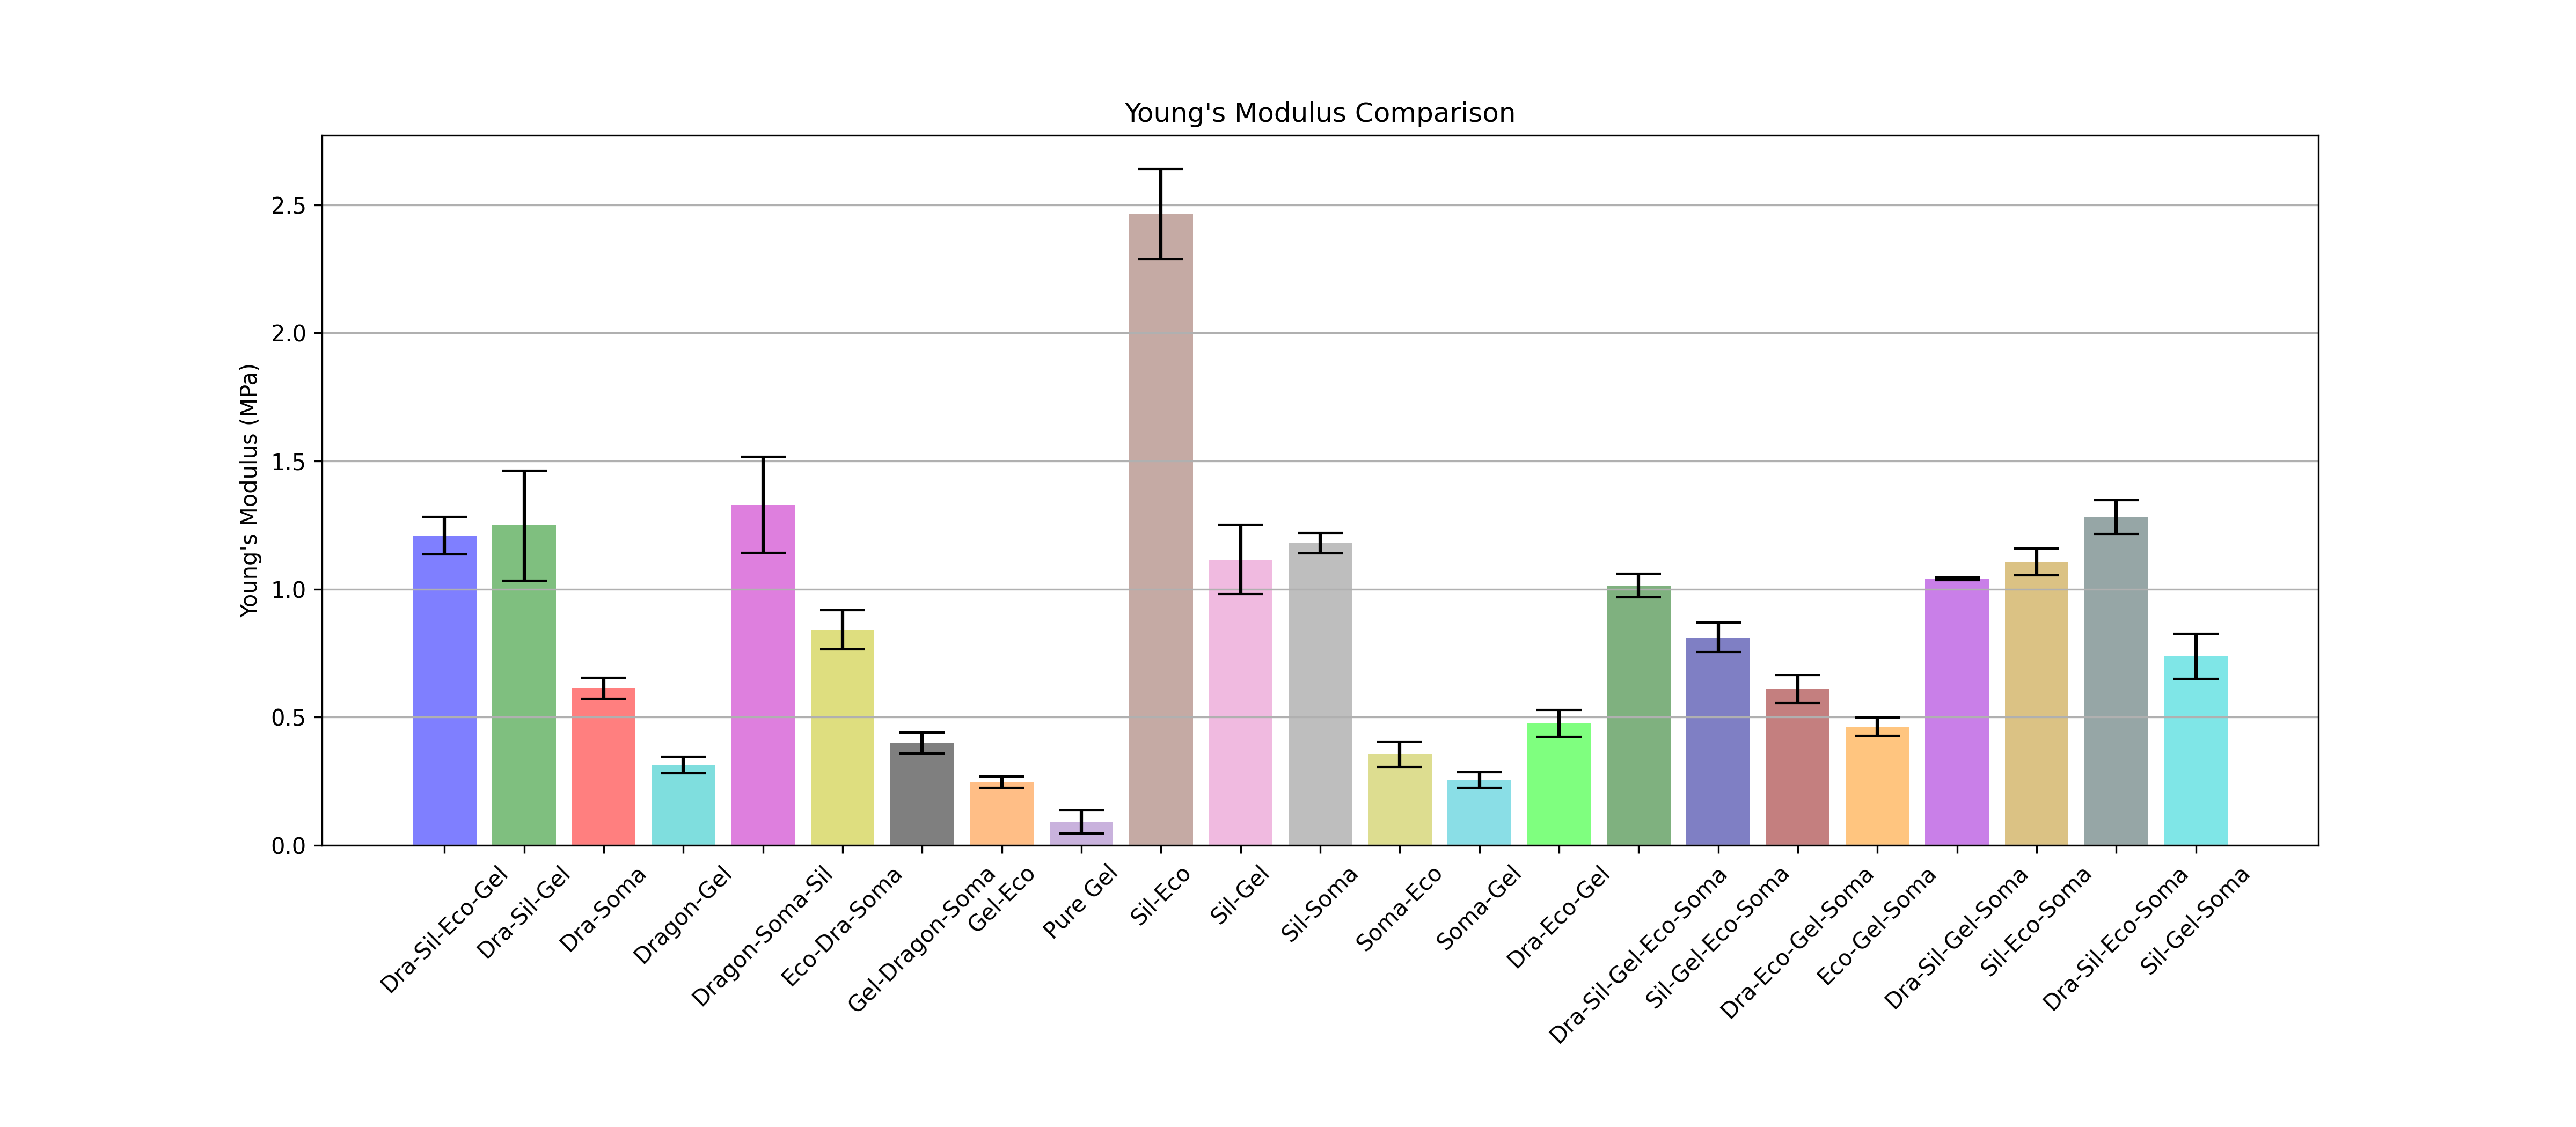 Young's Modulus Comparison
Young's Modulus (MPa)
2.5
2.0
1.5
1.0
0.5
0.0
Dra-Sil-Eco-Gel
Dra-Sil-Gel
Dra-Soma
Dragon-Gel
Dragon-Soma-Sil
Eco-Dra-Soma
Gel-Dragon-Soma
Gel-Eco
Pure Gel
Sil-Eco
Sil-Gel
Sil-Soma
Soma-Eco
Soma-Gel
Dra-Eco-Gel
Dra-Sil-Gel-Eco-Soma
Sil-Gel-Eco-Soma
Dra-Eco-Gel-Soma
Eco-Gel-Soma
Dra-Sil-Gel-Soma
Sil-Eco-Soma
Dra-Sil-Eco-Soma
Sil-Gel-Soma